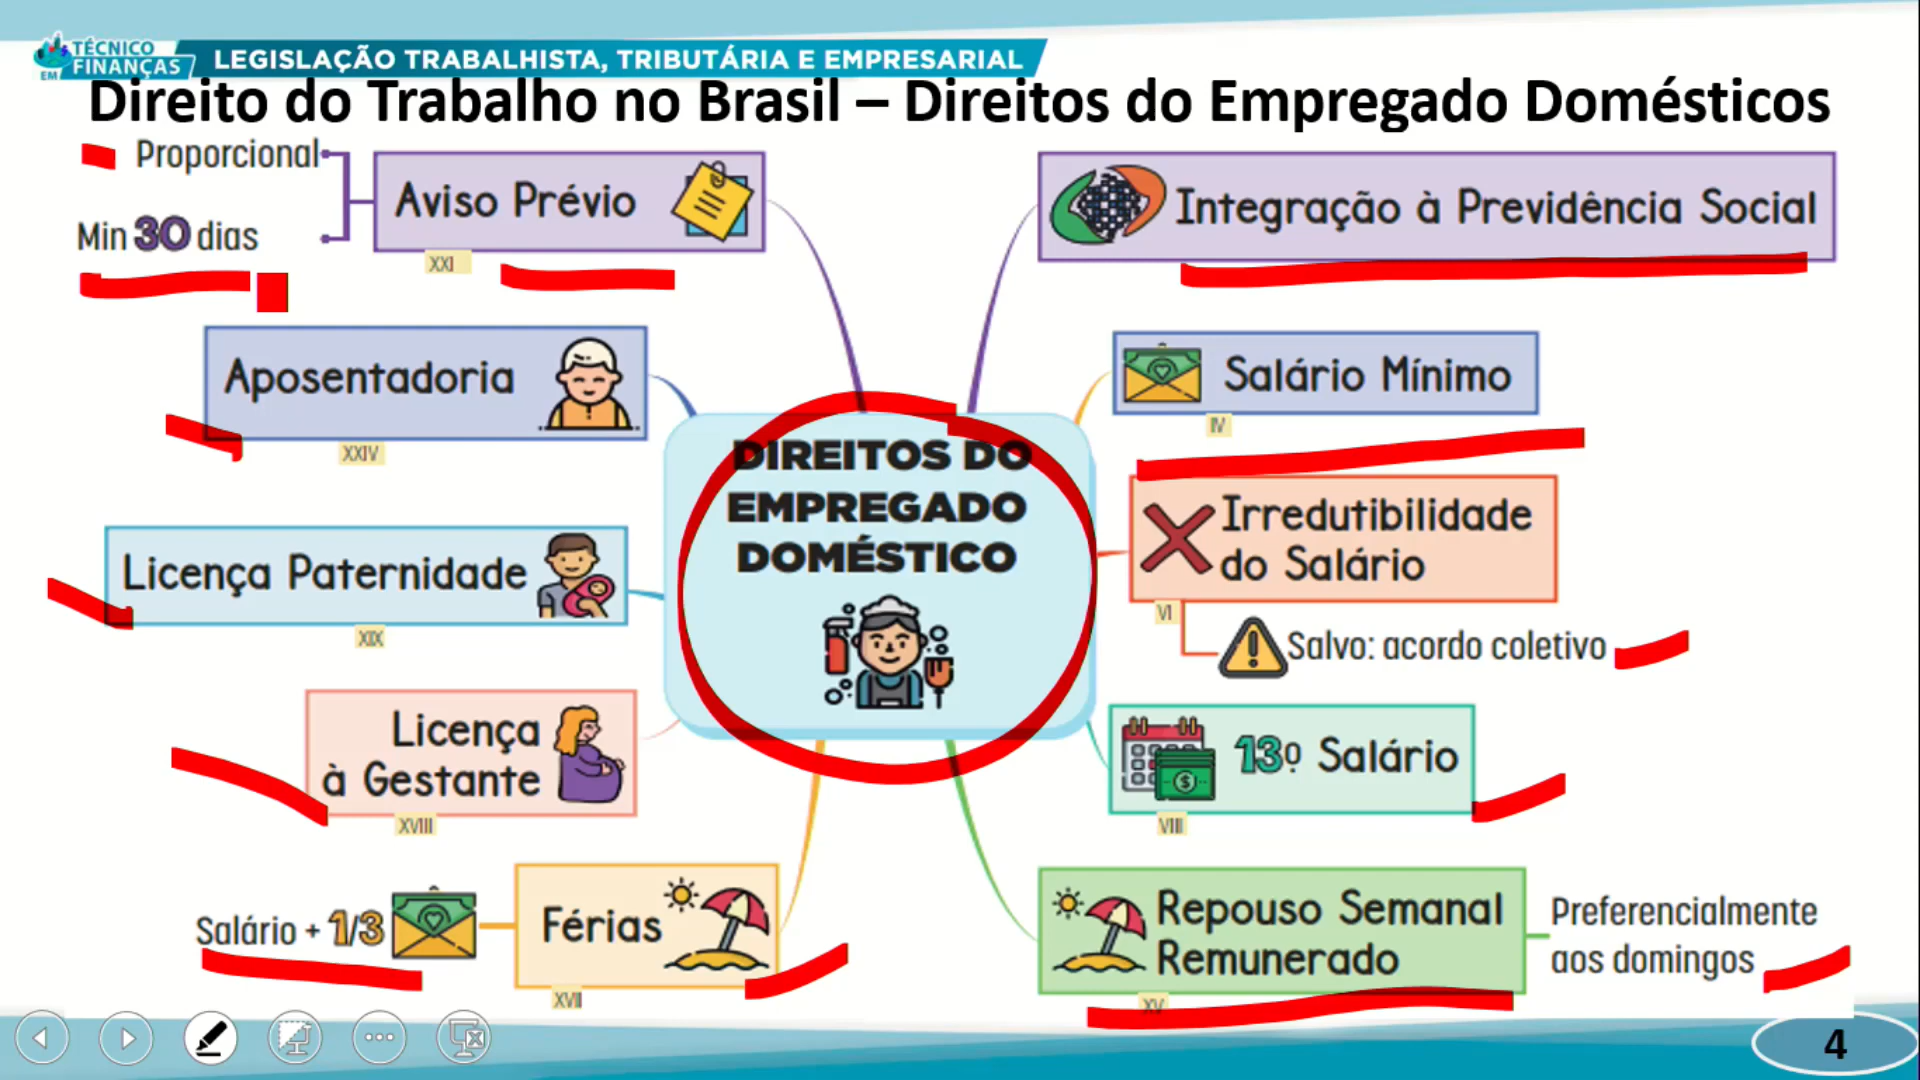 TÉCNICO
EM FINANÇAS
LEGISLAÇÃO TRABALHISTA, TRIBUTÁRIA E EMPRESARIAL
Direito do Trabalho no Brasil – Direitos do Empregado Domésticos
Proporcional
Min 30 dias
Aviso Prévio
XXI
Integração à Previdência Social
Aposentadoria
XXIV
Salário Mínimo
IV
DIREITOS DO
EMPREGADO
DOMÉSTICO
Irredutibilidade
do Salário
VI
Salvo: acordo coletivo
Licença Paternidade
XIX
Licença
à Gestante
XVIII
13º Salário
VIII
Salário + 1/3
Férias
XVII
Repouso Semanal
Remunerado
XV
Preferencialmente
aos domingos
4